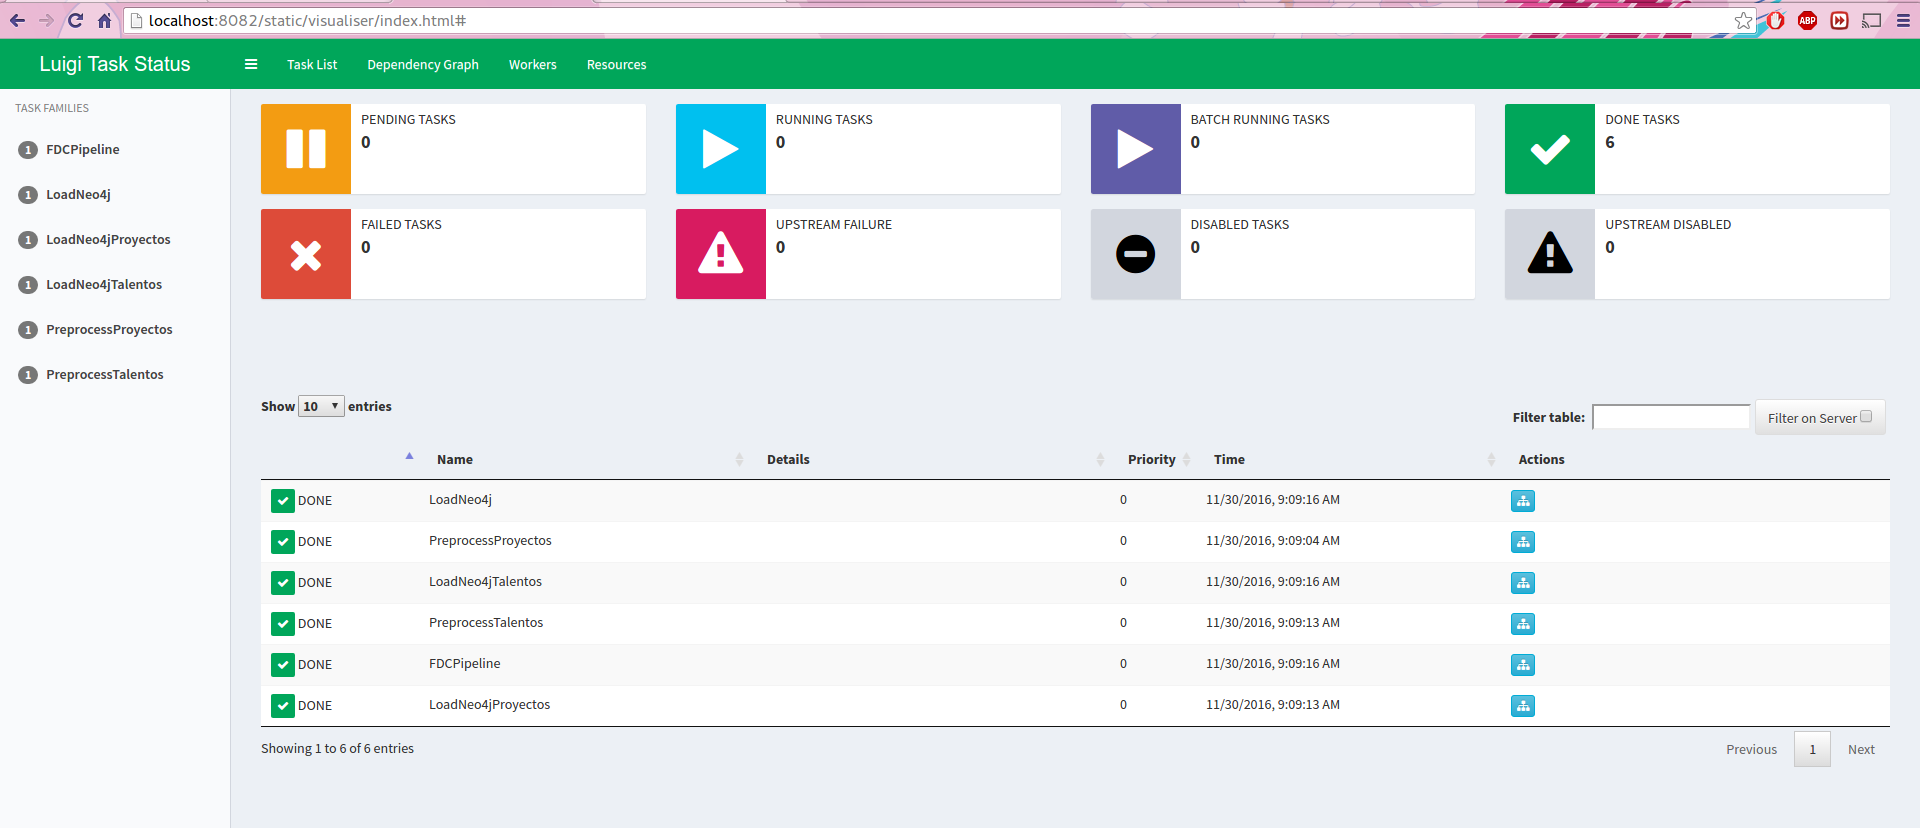 localhost:8082/static/visualiser/index.html#
ABP
Luigi Task Status
Task List
Dependency Graph
Workers
Resources
TASK FAMILIES
1 FDCPipeline
1 LoadNeo4j
1 LoadNeo4jProyectos
1 LoadNeo4jTalentos
1 PreprocessProyectos
1 PreprocessTalentos
PENDING TASKS
0
RUNNING TASKS
0
BATCH RUNNING TASKS
0
DONE TASKS
6
FAILED TASKS
0
UPSTREAM FAILURE
0
DISABLED TASKS
0
UPSTREAM DISABLED
0
Show 10 entries
Filter table:
Filter on Server
Name Details Priority Time Actions
DONE LoadNeo4j 0 11/30/2016, 9:09:16 AM
DONE PreprocessProyectos 0 11/30/2016, 9:09:04 AM
DONE LoadNeo4jTalentos 0 11/30/2016, 9:09:16 AM
DONE PreprocessTalentos 0 11/30/2016, 9:09:13 AM
DONE FDCPipeline 0 11/30/2016, 9:09:16 AM
DONE LoadNeo4jProyectos 0 11/30/2016, 9:09:13 AM
Showing 1 to 6 of 6 entries
Previous 1 Next